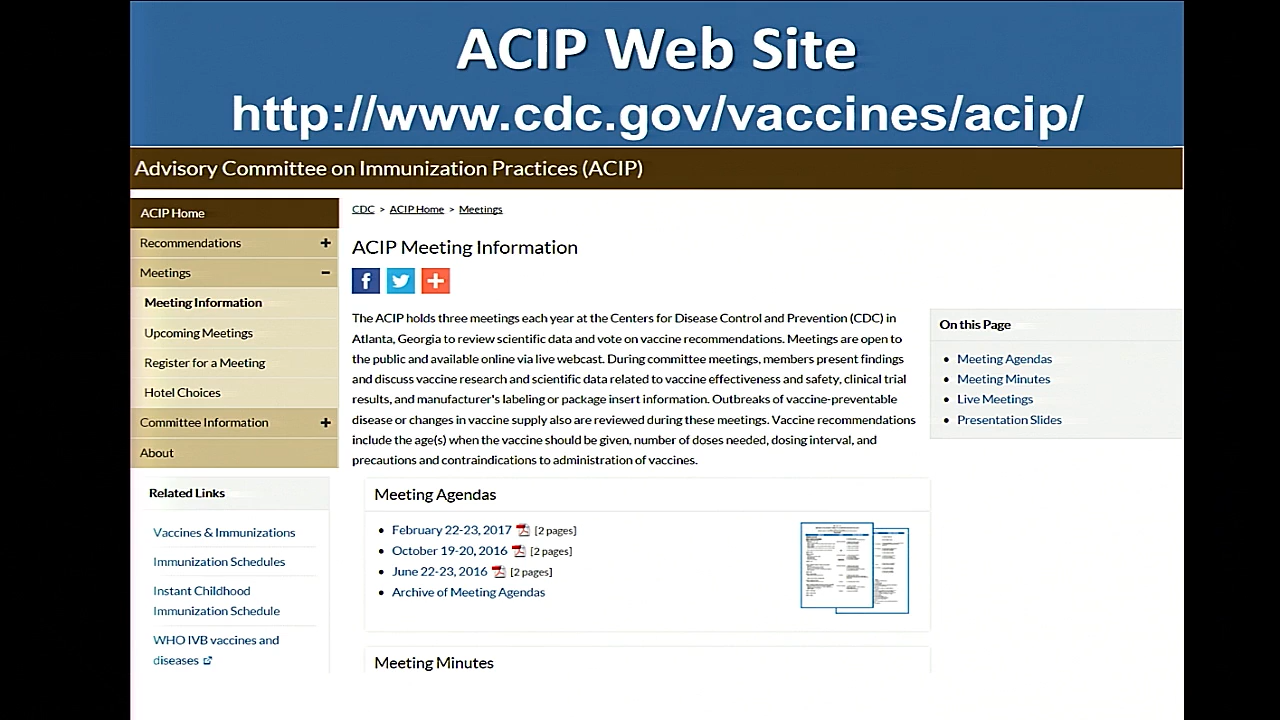 ACIP Web Site
http://www.cdc.gov/vaccines/acip/
Advisory Committee on Immunization Practices (ACIP)
ACIP Home
Recommendations
Meetings
Meeting Information
Upcoming Meetings
Register for a Meeting
Hotel Choices
Committee Information
About
Related Links
Vaccines & Immunizations
Immunization Schedules
Instant Childhood
Immunization Schedule
WHO IVB vaccines and
diseases
CDC > ACIP Home > Meetings
ACIP Meeting Information
The ACIP holds three meetings each year at the Centers for Disease Control and Prevention (CDC) in
Atlanta, Georgia to review scientific data and vote on vaccine recommendations. Meetings are open to
the public and available online via live webcast. During committee meetings, members present findings
and discuss vaccine research and scientific data related to vaccine effectiveness and safety, clinical trial
results, and manufacturer's labeling or package insert information. Outbreaks of vaccine-preventable
disease or changes in vaccine supply also are reviewed during these meetings. Vaccine recommendations
include the age(s) when the vaccine should be given, number of doses needed, dosing interval, and
precautions and contraindications to administration of vaccines.
Meeting Agendas
February 22-23, 2017 [2 pages]
October 19-20, 2016 [2 pages]
June 22-23, 2016 [2 pages]
Archive of Meeting Agendas
Meeting Minutes
On this Page
Meeting Agendas
Meeting Minutes
Live Meetings
Presentation Slides